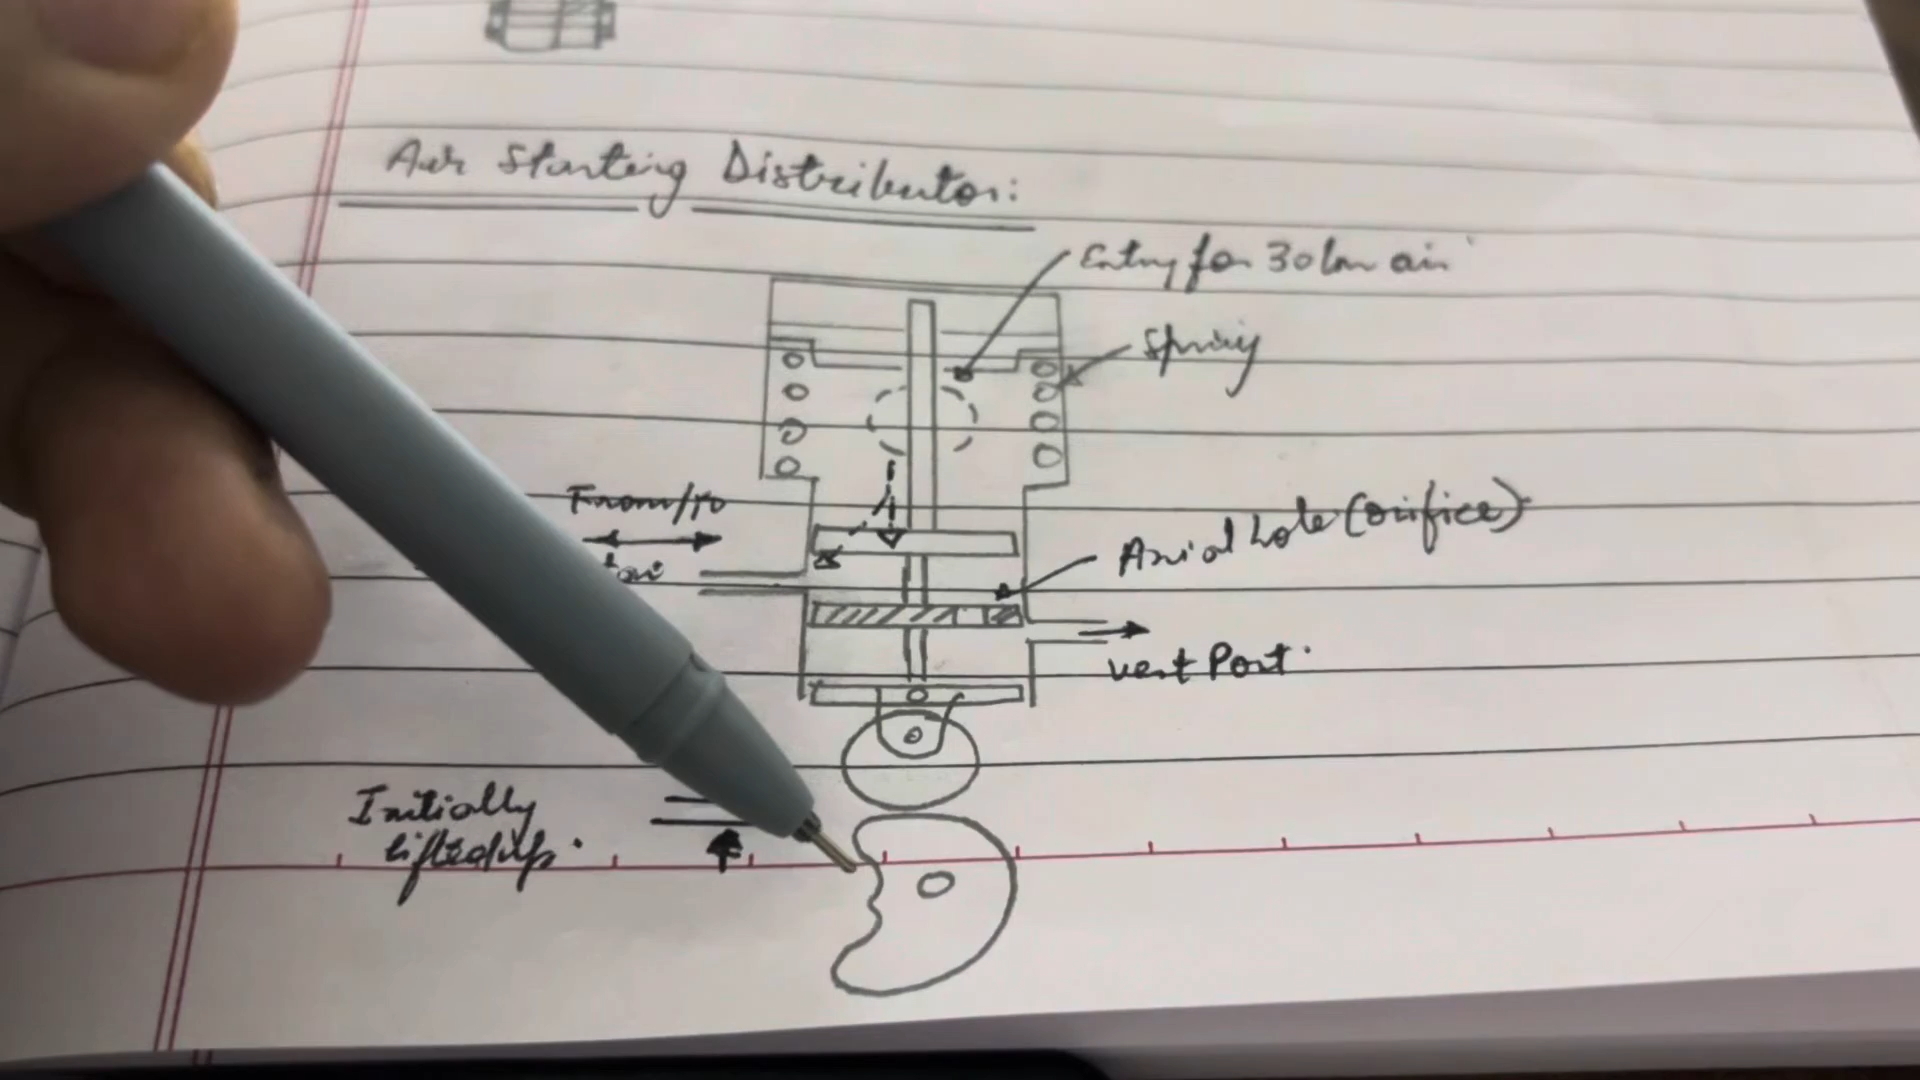 Air Starting Distributor:
Entry for 30 bar air
Spring
From/to
Axial hole (orifice)
vent Port.
Initially
lifted up.